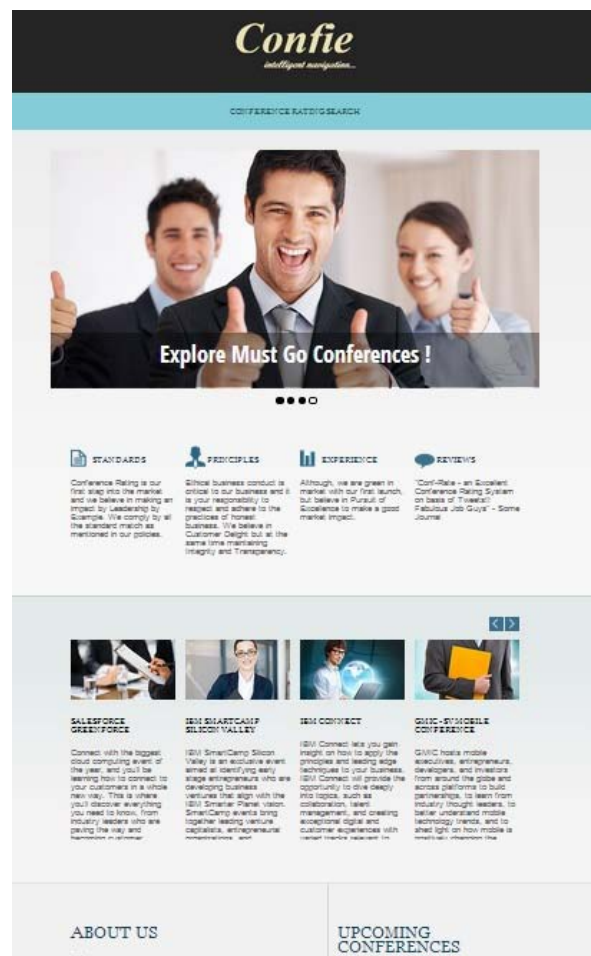 Confie
intelligent navigation...
CONFERENCE RATING SEARCH
Explore Must Go Conferences !
STANDARDS
Conference Rating is our
first step into the market
and we believe in making an
impact by Leadership by
Example. We comply by all
the standard match as
mentioned in our policies.
PRINCIPLES
Ethical business conduct is
critical to our business and it
is your responsibility to
respect and adhere to the
practices of honest
business. We believe in
Customer Delight but at the
same time maintaining
Integrity and Transparency.
EXPERIENCE
Although, we are green in
market with our first launch,
but believe in Pursuit of
Excellence to make a good
market impact.
REVIEWS
"Conf-Rate - an Excellent
Conference Rating System
on basis of Tweets!!
Fabulous Job Guys" - Some
Journal
SALESFORCE
GREENFORCE
Connect with the biggest
cloud computing event of
the year, and you'll be
learning how to connect to
your customers in a whole
new way. This is where
you'll discover everything
you need to know, from
industry leaders who are
paving the way and
becoming customer
IBM SMARTCAMP
SILICON VALLEY
IBM SmartCamp Silicon
Valley is an exclusive event
aimed at identifying early
stage entrepreneurs who are
developing business
ventures that align with the
IBM Smarter Planet vision.
SmartCamp events bring
together leading venture
capitalists, entrepreneurial
organizations, and
IBM CONNECT
IBM Connect lets you gain
insight on how to apply the
principles and leading edge
techniques to your business.
IBM Connect will provide the
opportunity to dive deeply
into topics, such as
collaboration, talent
management, and creating
exceptional digital and
customer experiences with
varied tracks relevant to
GMIC - SV MOBILE
CONFERENCE
GMIC hosts mobile
executives, entrepreneurs,
developers, and investors
from around the globe and
across platforms to build
partnerships, to learn from
industry thought leaders, to
better understand mobile
technology trends, and to
shed light on how mobile is
positively changing the
ABOUT US
UPCOMING
CONFERENCES